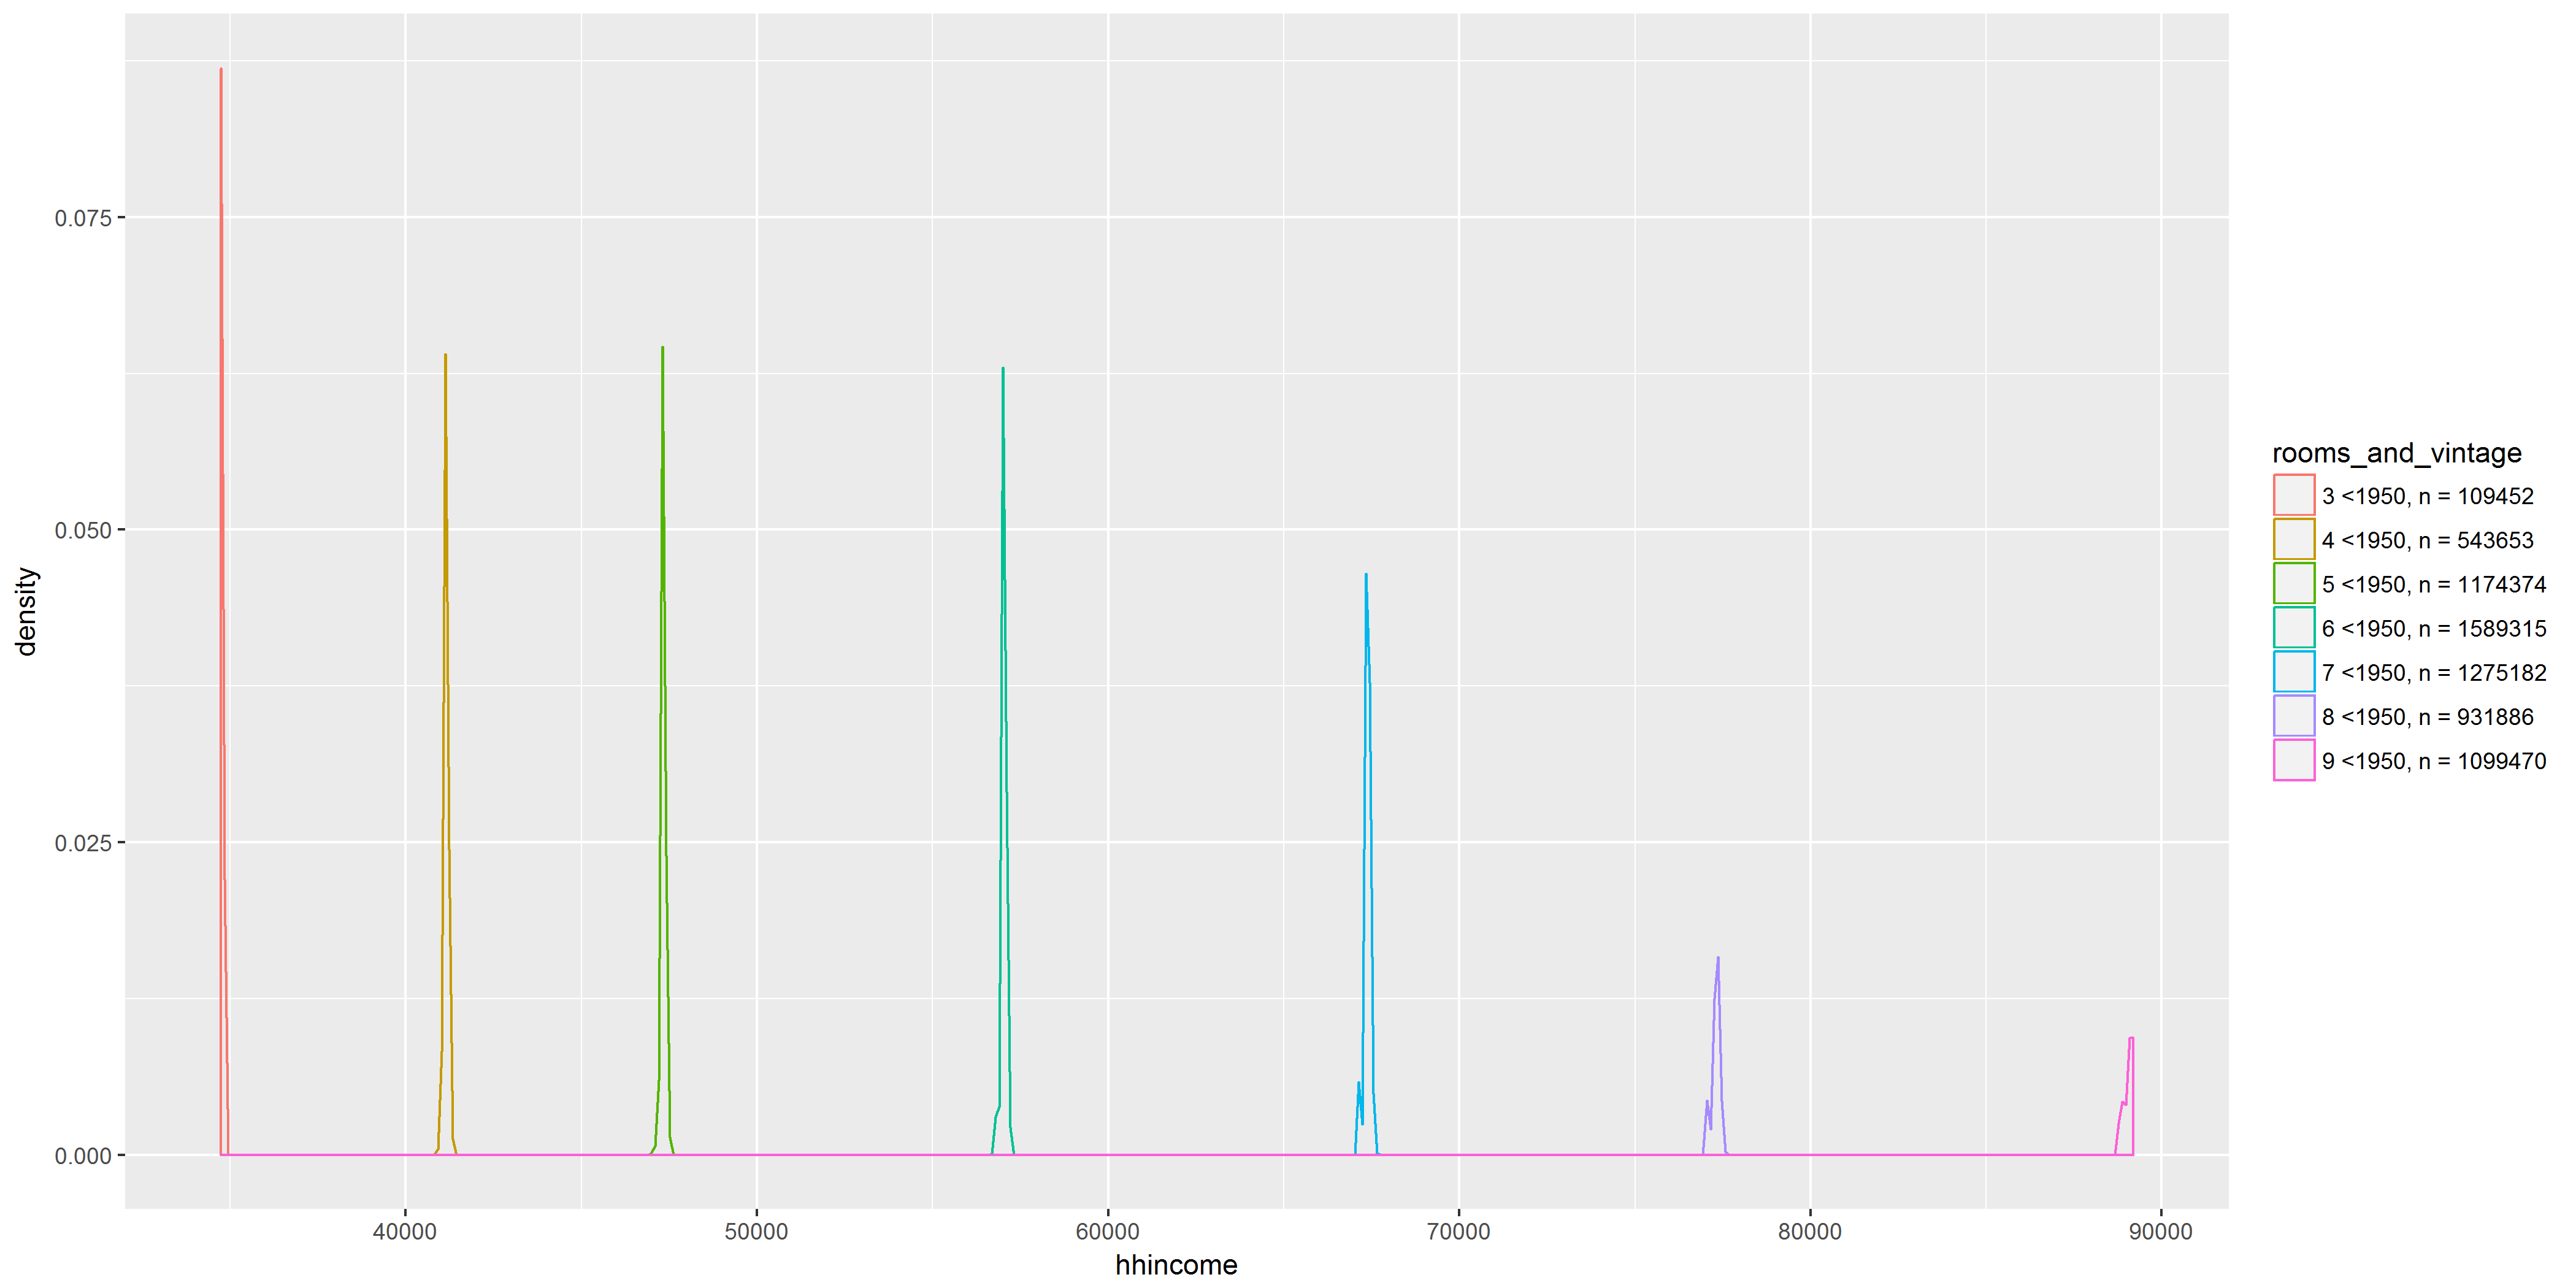 0.075
0.050
0.025
0.000
density
40000 50000 60000 70000 80000 90000
hhincome
rooms_and_vintage
3 <1950, n = 109452
4 <1950, n = 543653
5 <1950, n = 1174374
6 <1950, n = 1589315
7 <1950, n = 1275182
8 <1950, n = 931886
9 <1950, n = 1099470